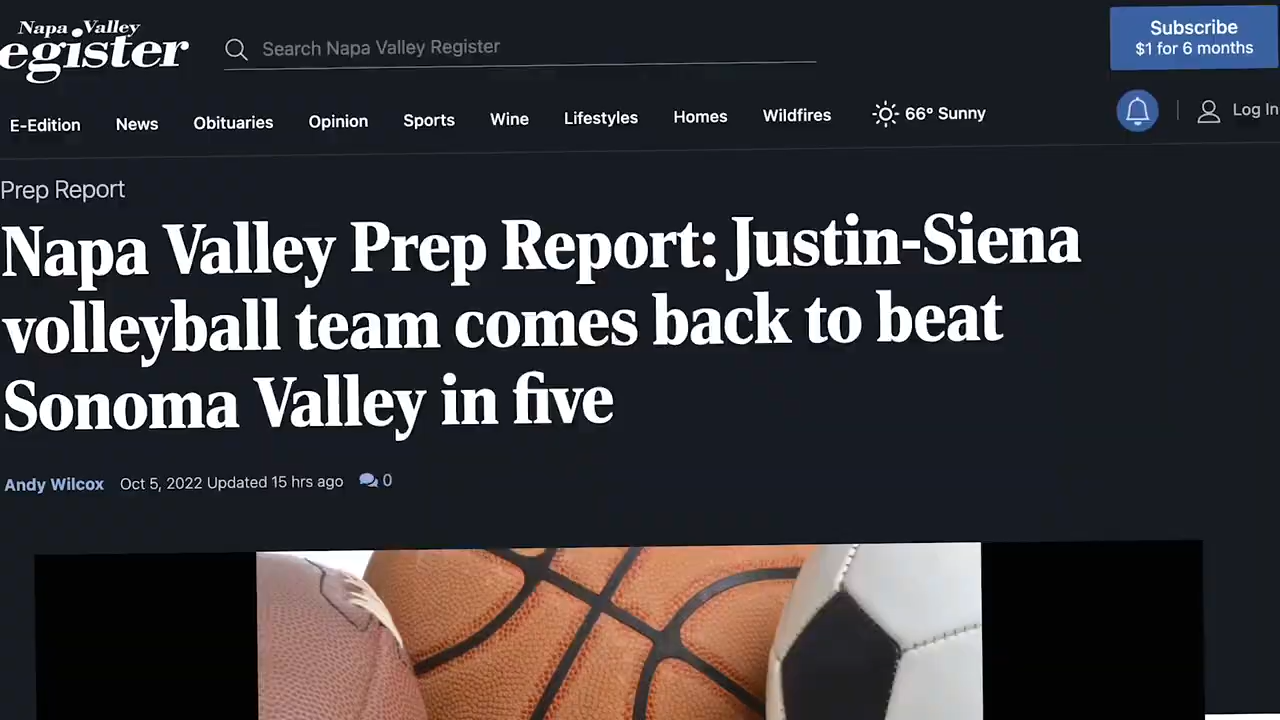 Napa Valley
egister
Search Napa Valley Register
Subscribe
$1 for 6 months
E-Edition News Obituaries Opinion Sports Wine Lifestyles Homes Wildfires 66° Sunny
Log In
Prep Report
Napa Valley Prep Report: Justin-Siena
volleyball team comes back to beat
Sonoma Valley in five
Andy Wilcox Oct 5, 2022 Updated 15 hrs ago 0